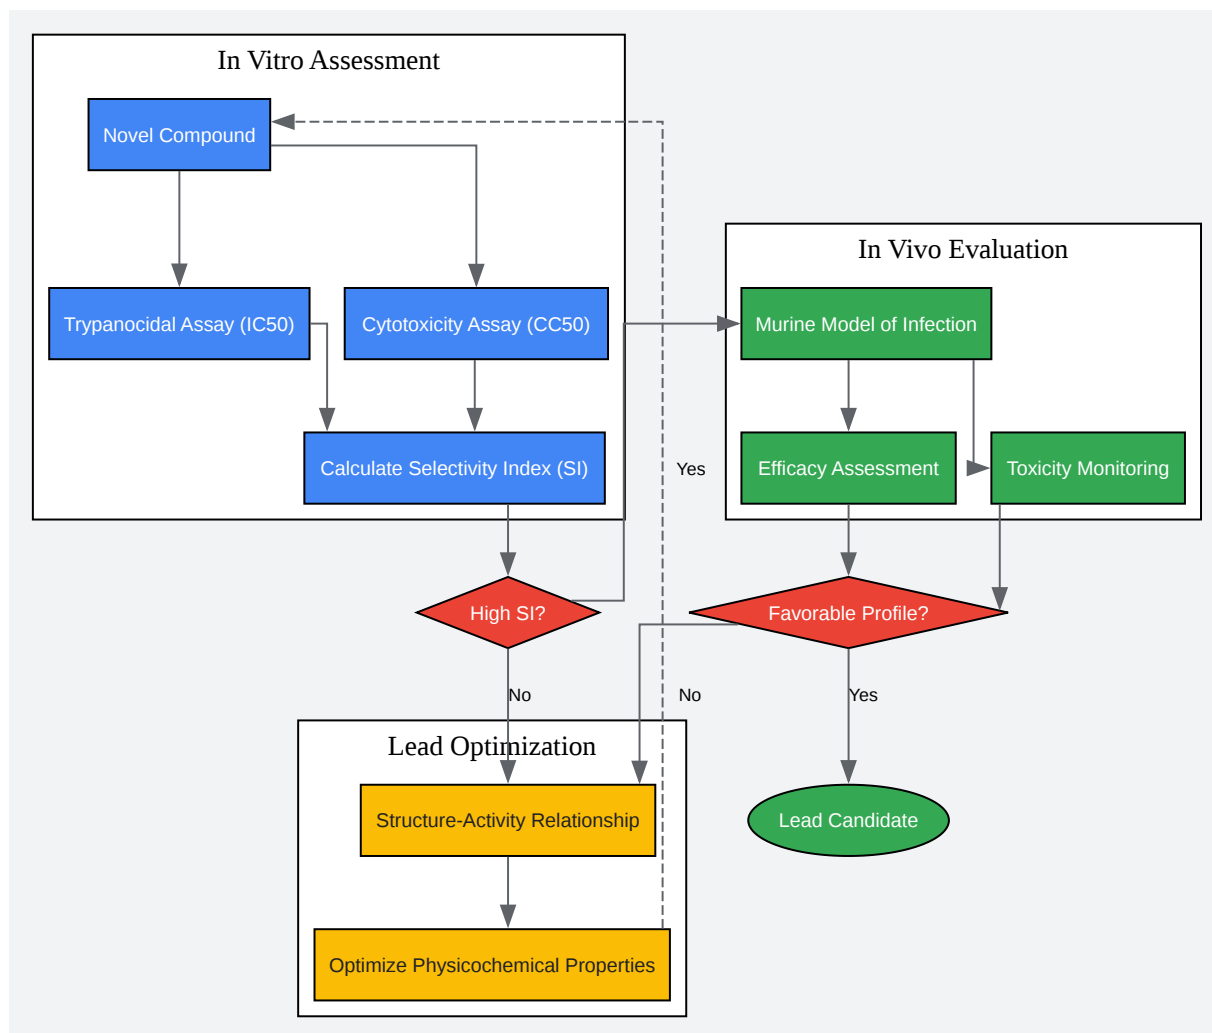 In Vitro Assessment
Novel Compound
Trypanocidal Assay (IC50)
Cytotoxicity Assay (CC50)
Calculate Selectivity Index (SI)
In Vivo Evaluation
Murine Model of Infection
Efficacy Assessment
Toxicity Monitoring
Yes
High SI?
Favorable Profile?
No
No
Yes
Lead Optimization
Structure-Activity Relationship
Lead Candidate
Optimize Physicochemical Properties